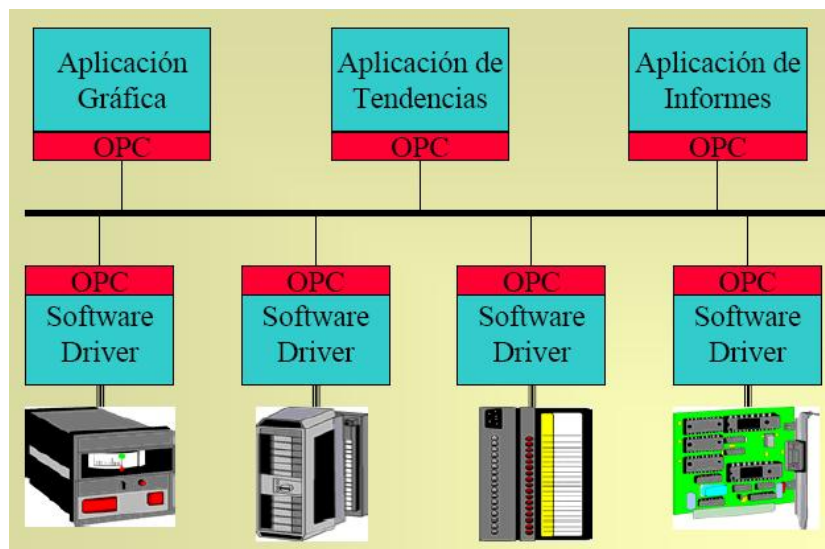 Aplicación
Gráfica
OPC
Aplicación de
Tendencias
OPC
Aplicación de
Informes
OPC
OPC
Software
Driver
OPC
Software
Driver
OPC
Software
Driver
OPC
Software
Driver